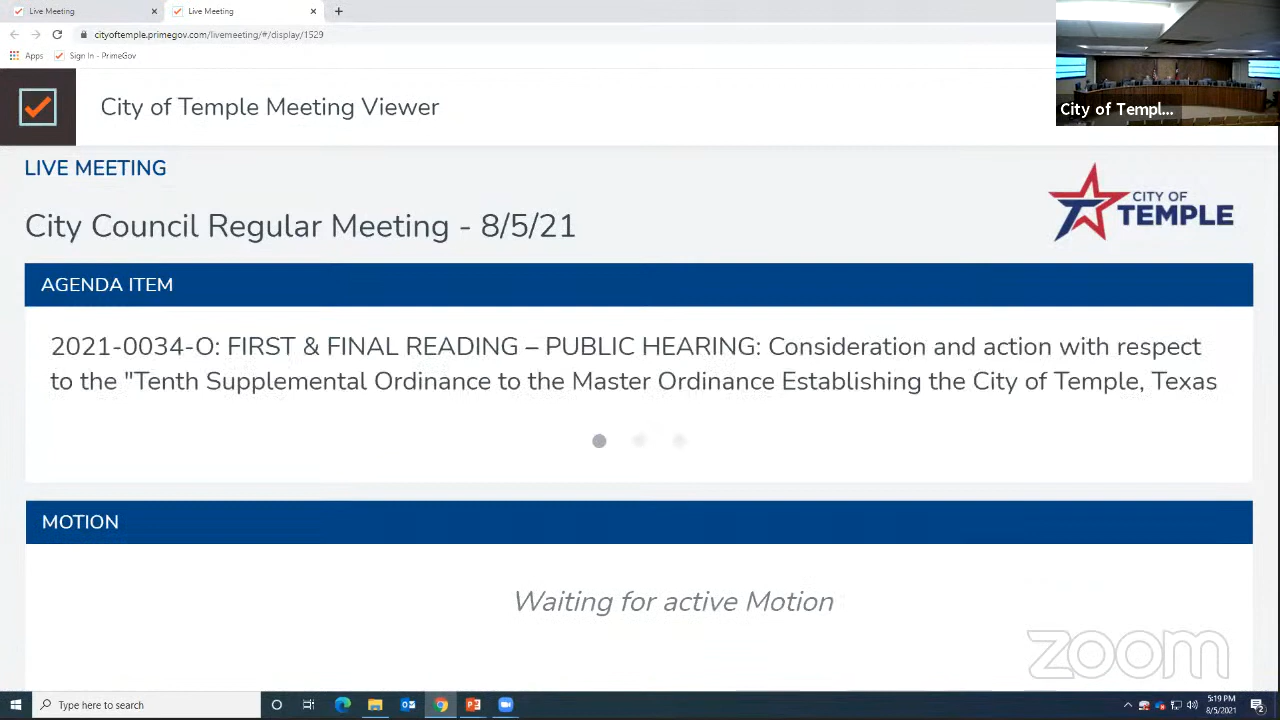 Live Meeting
Live Meeting
cityoftemple.primegov.com/livemeeting/#/display/1529
Apps
Sign In - PrimeGov
City of Templ...
City of Temple Meeting Viewer
LIVE MEETING
City Council Regular Meeting - 8/5/21
CITY OF
TEMPLE
AGENDA ITEM
2021-0034-O: FIRST & FINAL READING – PUBLIC HEARING: Consideration and action with respect
to the "Tenth Supplemental Ordinance to the Master Ordinance Establishing the City of Temple, Texas
MOTION
Waiting for active Motion
zoom
Type here to search
5:19 PM
8/5/2021
2